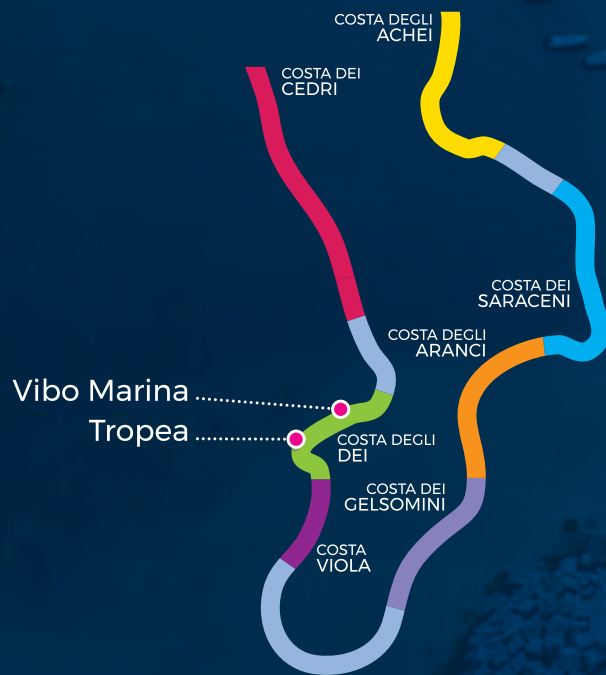 COSTA DEGLI
ACHEI
COSTA DEI
CEDRI
COSTA DEI
SARACENI
COSTA DEGLI
ARANCI
Vibo Marina
Tropea
COSTA DEGLI
DEI
COSTA DEI
GELSOMINI
COSTA
VIOLA